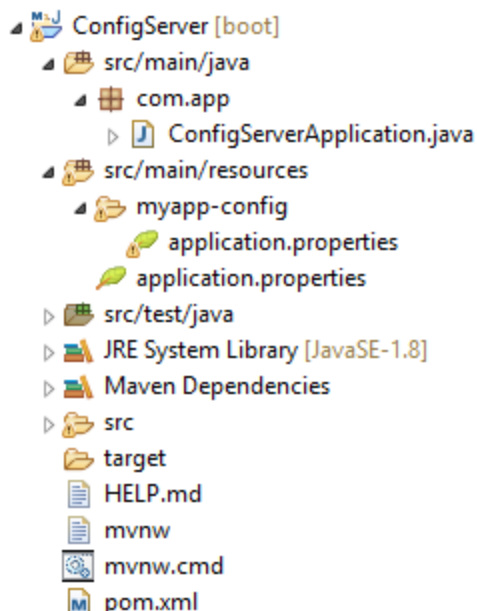 ConfigServer [boot]
src/main/java
com.app
ConfigServerApplication.java
src/main/resources
myapp-config
application.properties
application.properties
src/test/java
JRE System Library [JavaSE-1.8]
Maven Dependencies
src
target
HELP.md
mvnw
mvnw.cmd
pom.xml